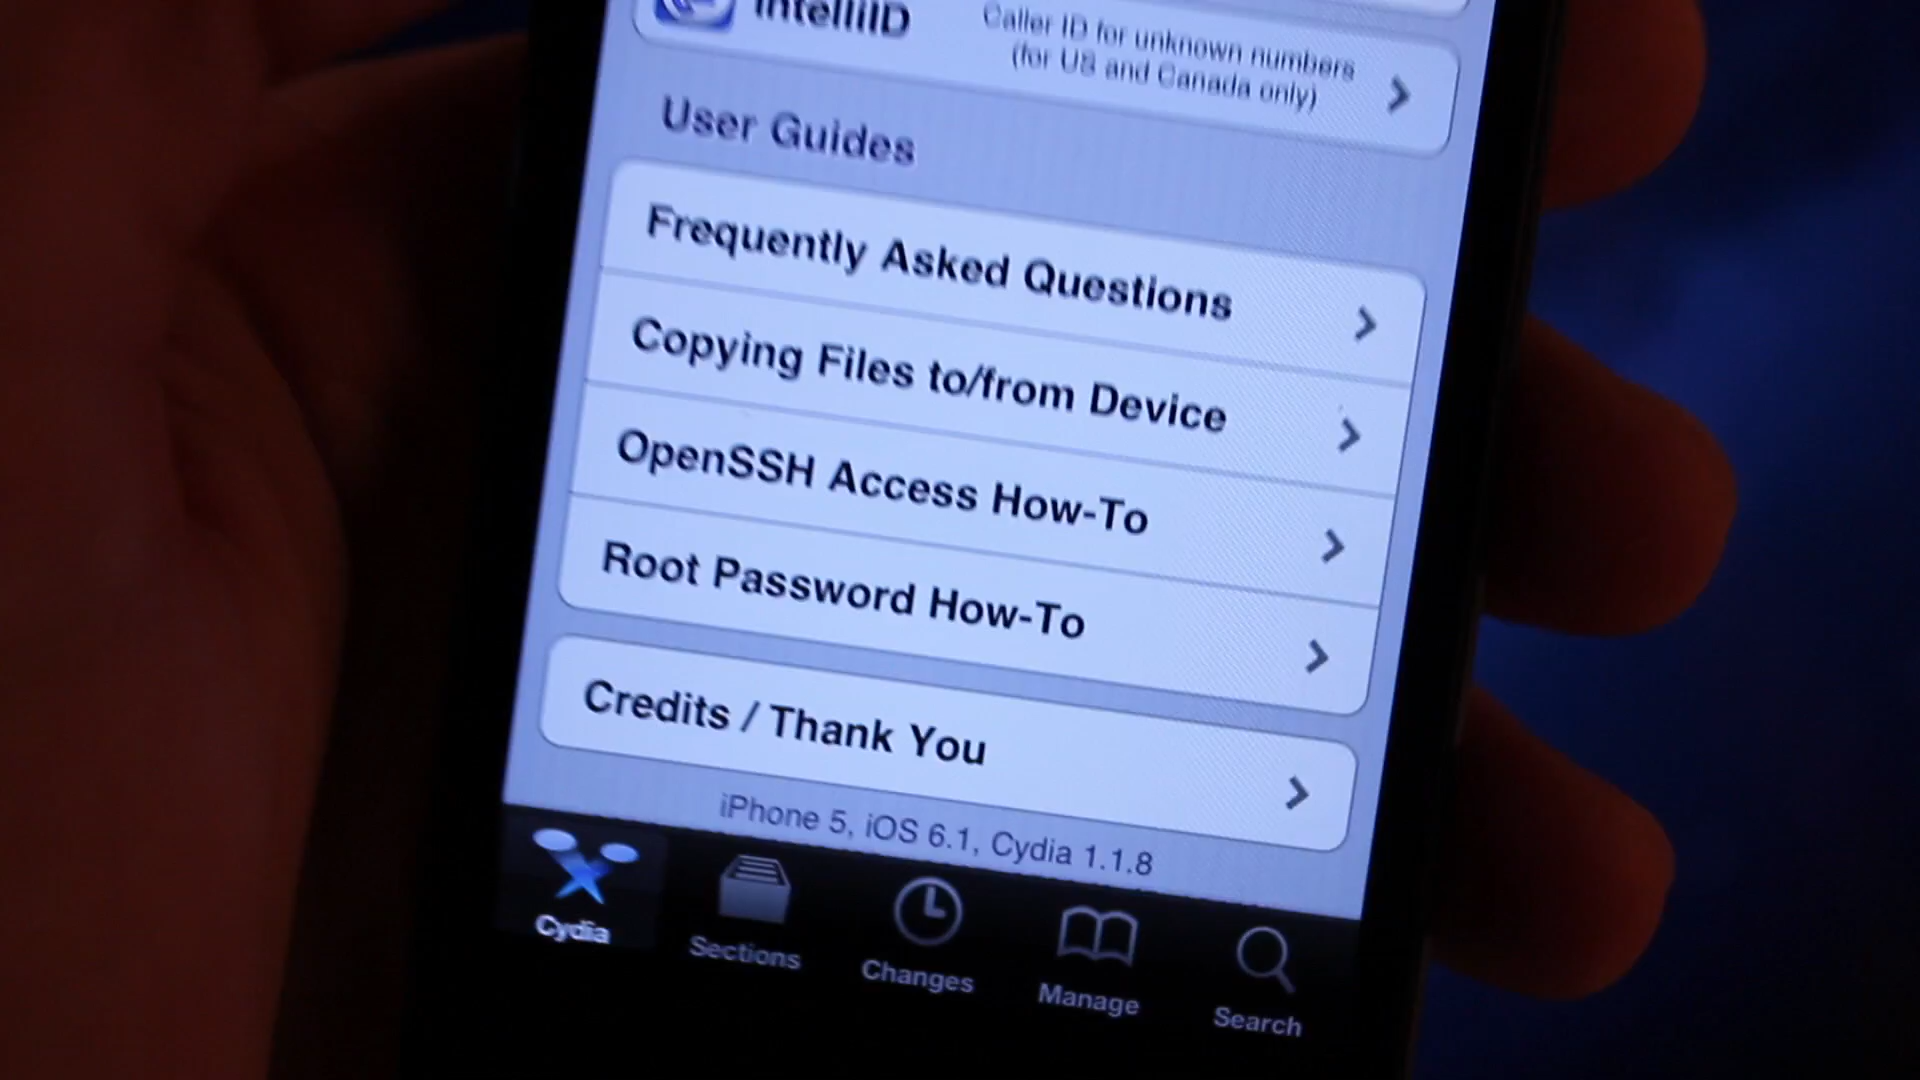 IntelliID
Caller ID for unknown numbers
(for US and Canada only)
User Guides
Frequently Asked Questions
Copying Files to/from Device
OpenSSH Access How-To
Root Password How-To
Credits / Thank You
iPhone 5, iOS 6.1, Cydia 1.1.8
Cydia
Sections
Changes
Manage
Search